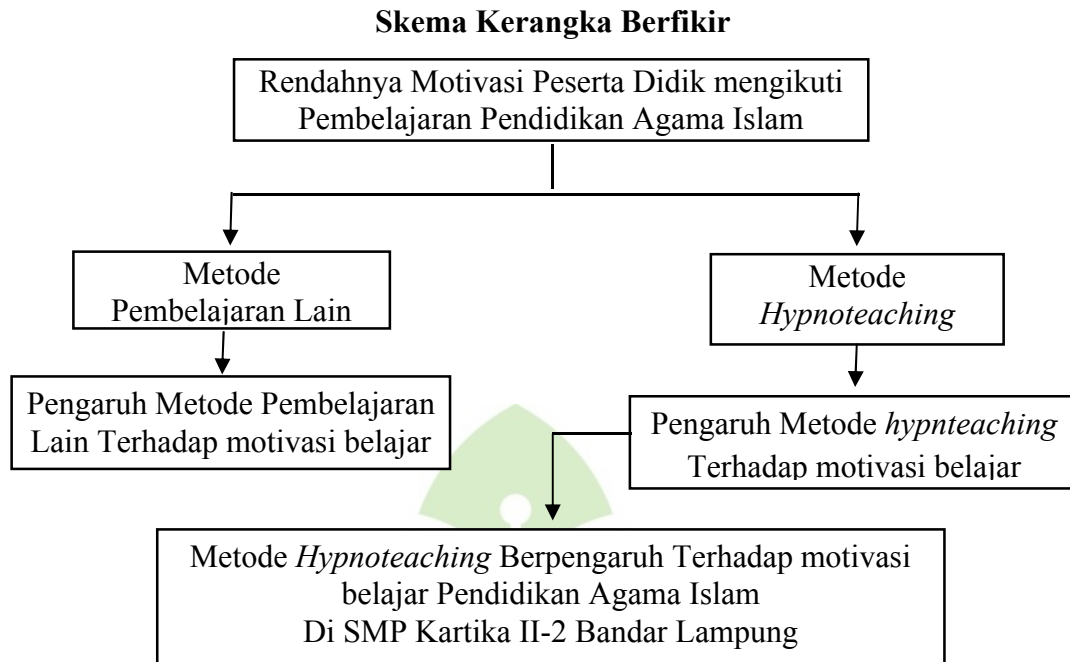 Skema Kerangka Berfikir
Rendahnya Motivasi Peserta Didik mengikuti
Pembelajaran Pendidikan Agama Islam
Metode
Pembelajaran Lain
Metode
Hypnoteaching
Pengaruh Metode Pembelajaran
Lain Terhadap motivasi belajar
Pengaruh Metode hypnteaching
Terhadap motivasi belajar
Metode Hypnoteaching Berpengaruh Terhadap motivasi
belajar Pendidikan Agama Islam
Di SMP Kartika II-2 Bandar Lampung